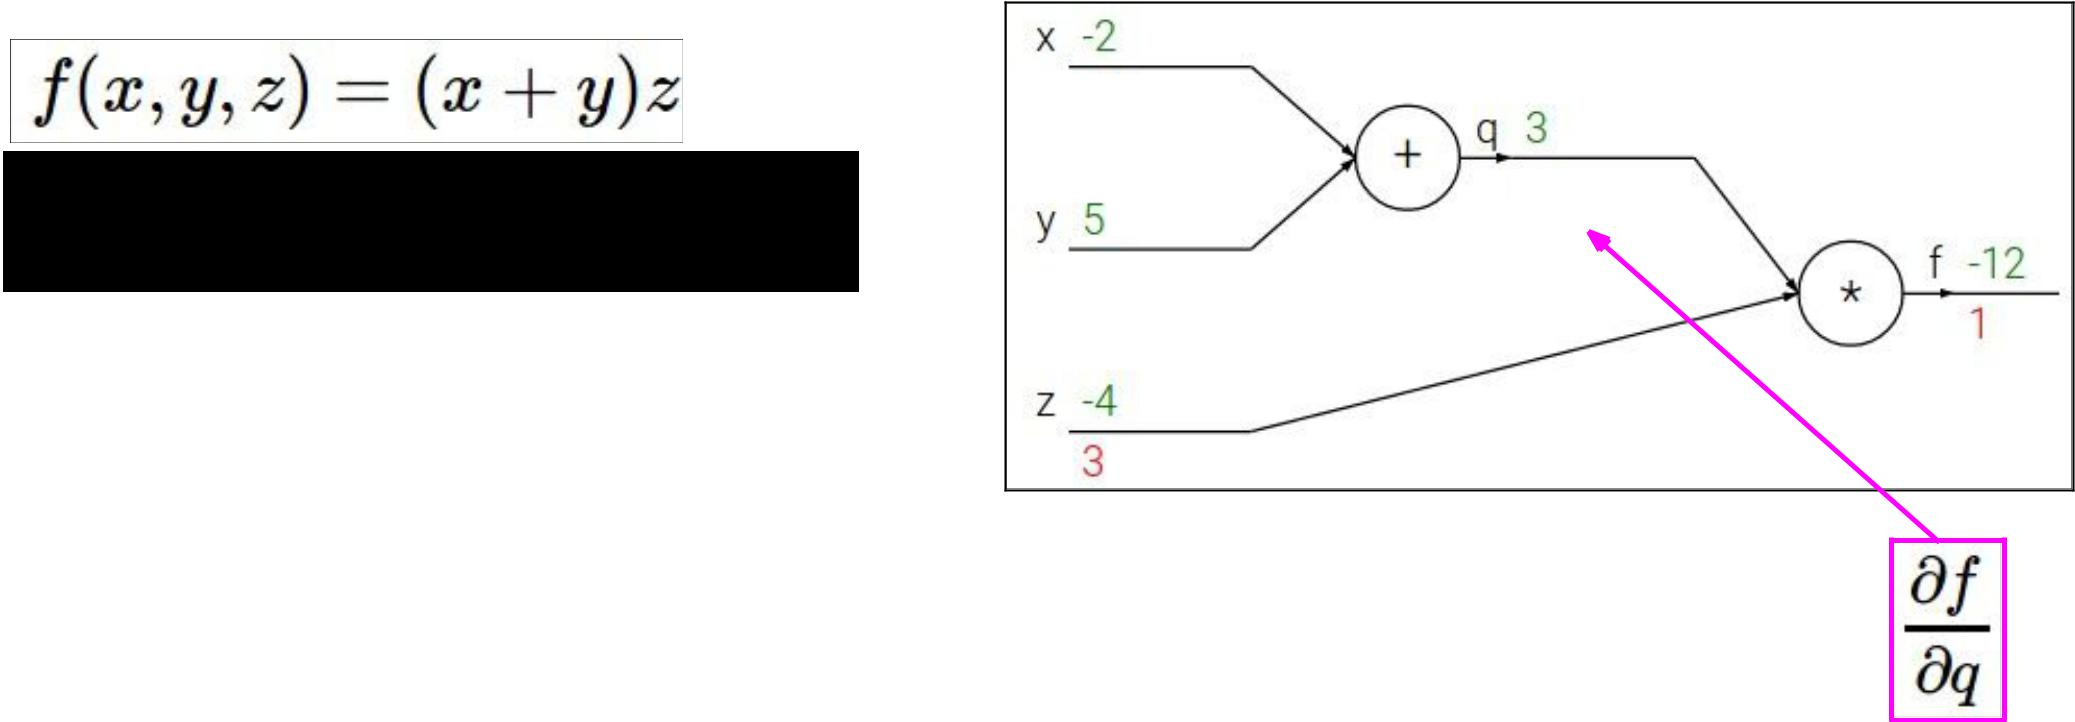 f(x, y, z) = (x + y)z
x -2
y 5
+
q 3
z -4
3
*
f -12
1
∂f
∂q